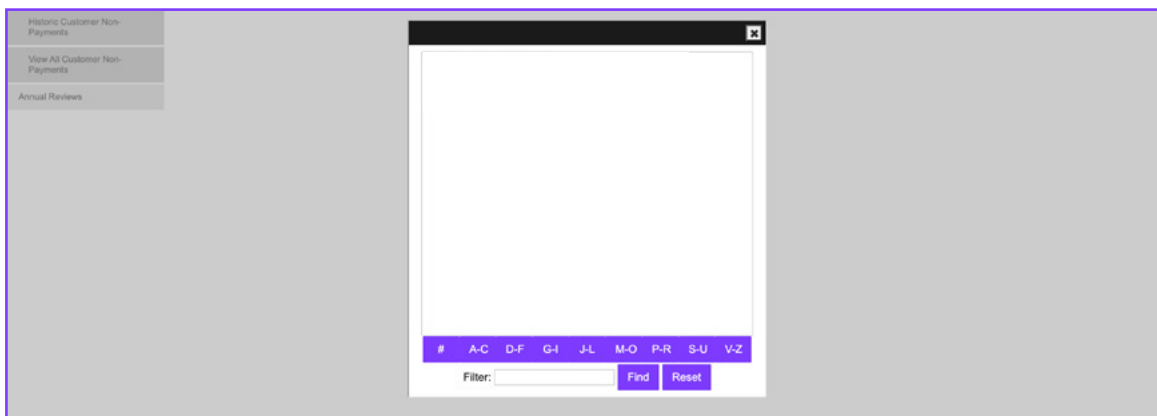 Historic Customer Non-
Payments
View All Customer Non-
Payments
Annual Reviews
# A-C D-F G-I J-L M-O P-R S-U V-Z
Filter: Find Reset